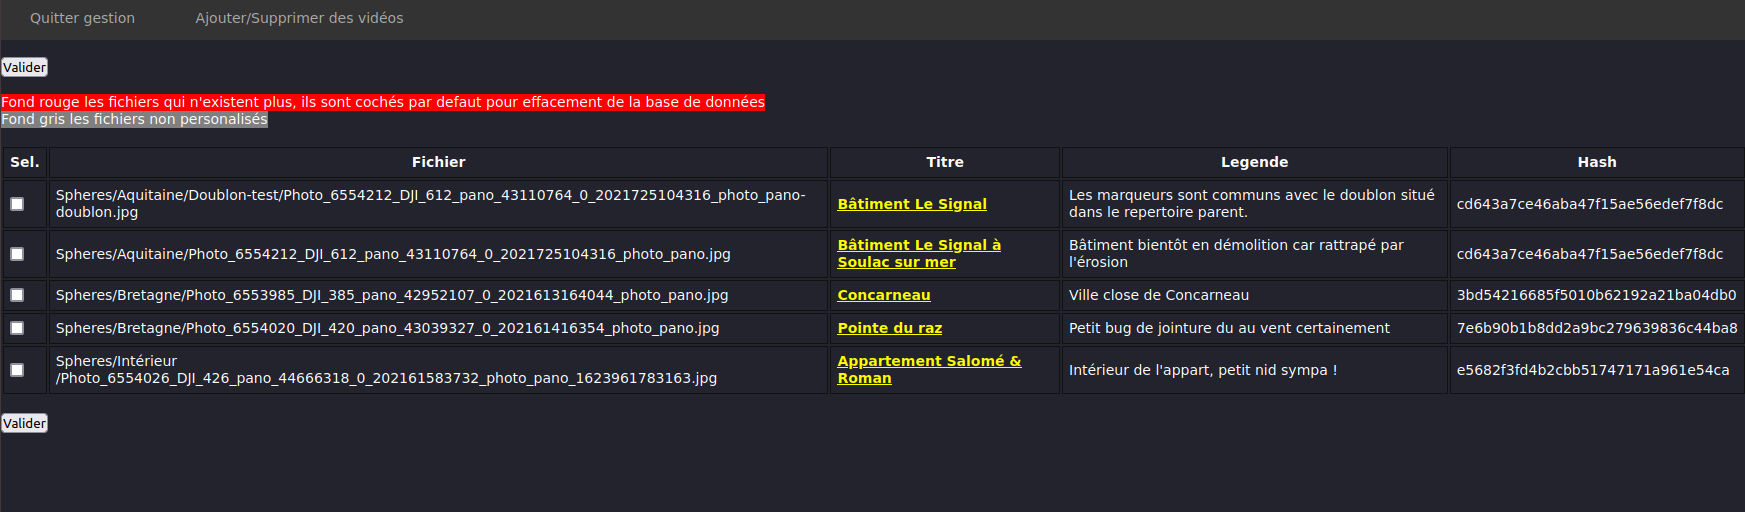 Quitter gestion Ajouter/Supprimer des vidéos
Valider
Fond rouge les fichiers qui n'existent plus, ils sont cochés par defaut pour effacement de la base de données
Fond gris les fichiers non personalisés
Sel. Fichier Titre Legende Hash
Spheres/Aquitaine/Doublon-test/Photo_6554212_DJI_612_pano_43110764_0_2021725104316_photo_pano-
doublon.jpg
Bâtiment Le Signal
Les marqueurs sont communs avec le doublon situé
dans le repertoire parent.
cd643a7ce46aba47f15ae56edef7f8dc
Spheres/Aquitaine/Photo_6554212_DJI_612_pano_43110764_0_2021725104316_photo_pano.jpg
Bâtiment Le Signal à
Soulac sur mer
Bâtiment bientôt en démolition car rattrapé par
l'érosion
cd643a7ce46aba47f15ae56edef7f8dc
Spheres/Bretagne/Photo_6553985_DJI_385_pano_42952107_0_2021613164044_photo_pano.jpg
Concarneau
Ville close de Concarneau
3bd54216685f5010b62192a21ba04db0
Spheres/Bretagne/Photo_6554020_DJI_420_pano_43039327_0_202161416354_photo_pano.jpg
Pointe du raz
Petit bug de jointure du au vent certainement
7e6b90b1b8dd2a9bc279639836c44ba8
Spheres/Intérieur
/Photo_6554026_DJI_426_pano_44666318_0_202161583732_photo_pano_1623961783163.jpg
Appartement Salomé &
Roman
Intérieur de l'appart, petit nid sympa !
e5682f3fd4b2cbb51747171a961e54ca
Valider